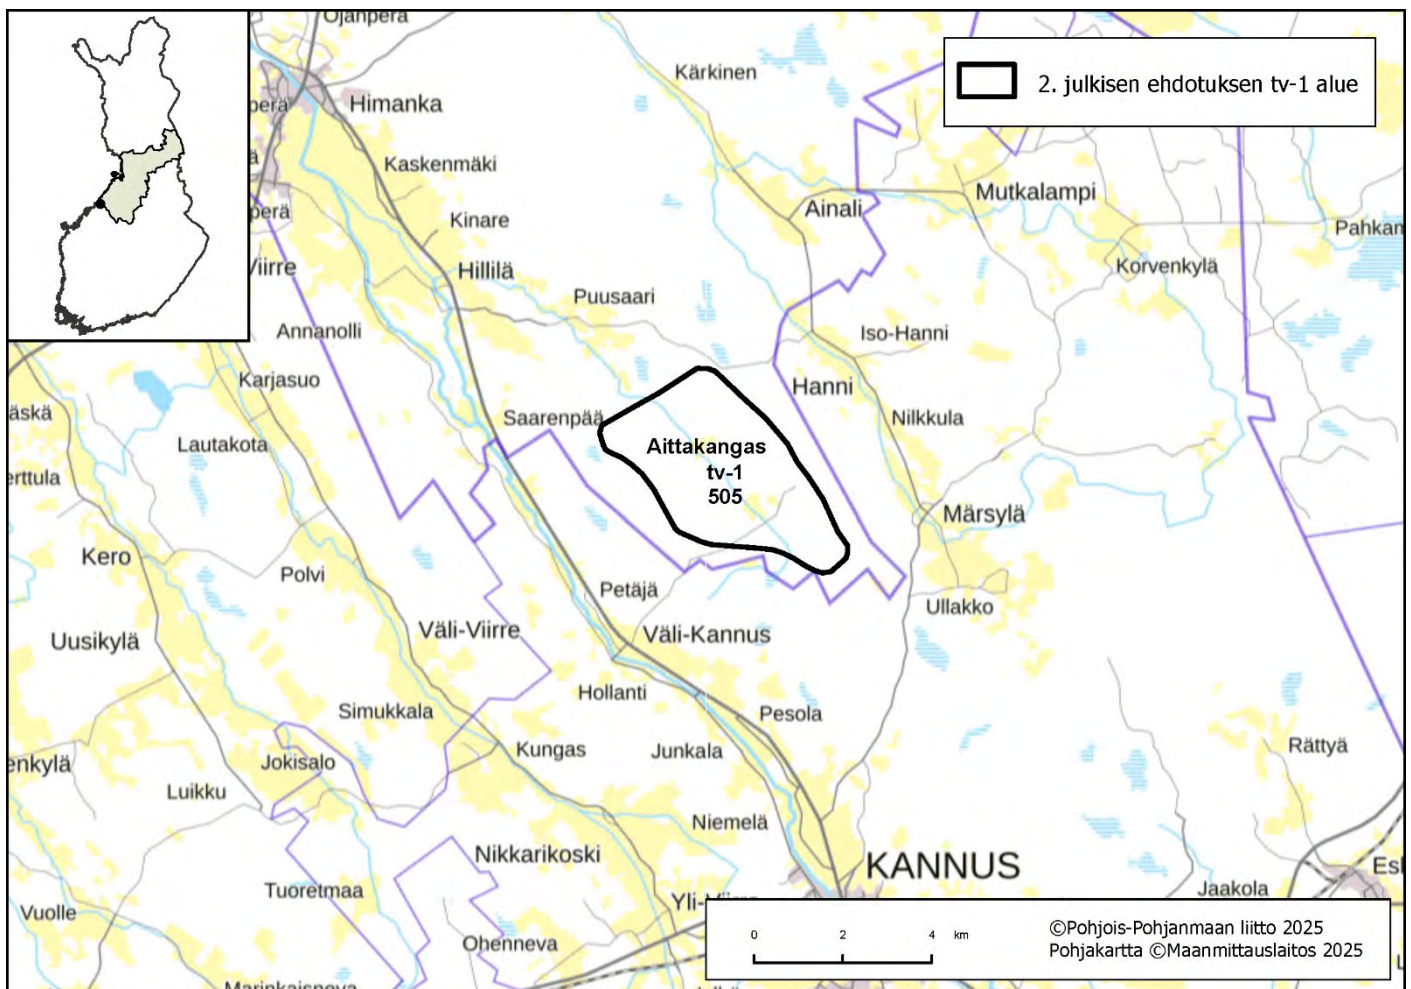 Ojanperä
Kärkinen
2. julkisen ehdotuksen tv-1 alue
perä
Himanka
Kaskenmäki
Mutkalampi
perä
Kinare
Ainali
Viirre
Hillilä
Korvenkylä
Puusaari
Annanolli
Iso-Hanni
Karjasuo
Hanni
Saarenpää
Nilkkula
Lautakota
Aittakangas
tv-1
505
Märsylä
Kero
Polvi
Petäjä
Ullakko
Uusikylä
Väli-Viirre
Väli-Kannus
Hollanti
Simukkala
Pesola
Kungas
Junkala
Rättyä
enkylä
Jokisalo
Luikku
Niemelä
Nikkarikoski
KANNUS
Tuoretmaa
Jaakola
Vuolle
Ohenneva
0 2 4 km
©Pohjois-Pohjanmaan liitto 2025
Pohjakartta ©Maanmittauslaitos 2025